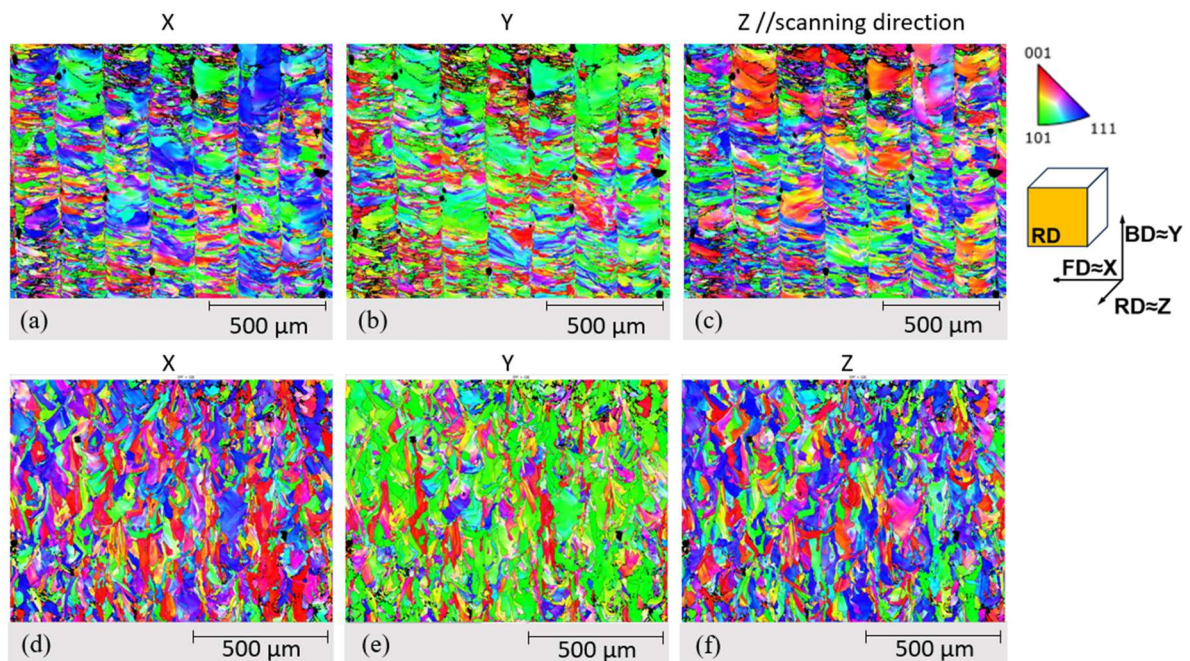 X
Y
Z //scanning direction
001
101
111
RD
BD≈Y
FD≈X
RD≈Z
(a)
500 µm
(b)
500 µm
(c)
500 µm
X
Y
Z
(d)
500 µm
(e)
500 µm
(f)
500 µm